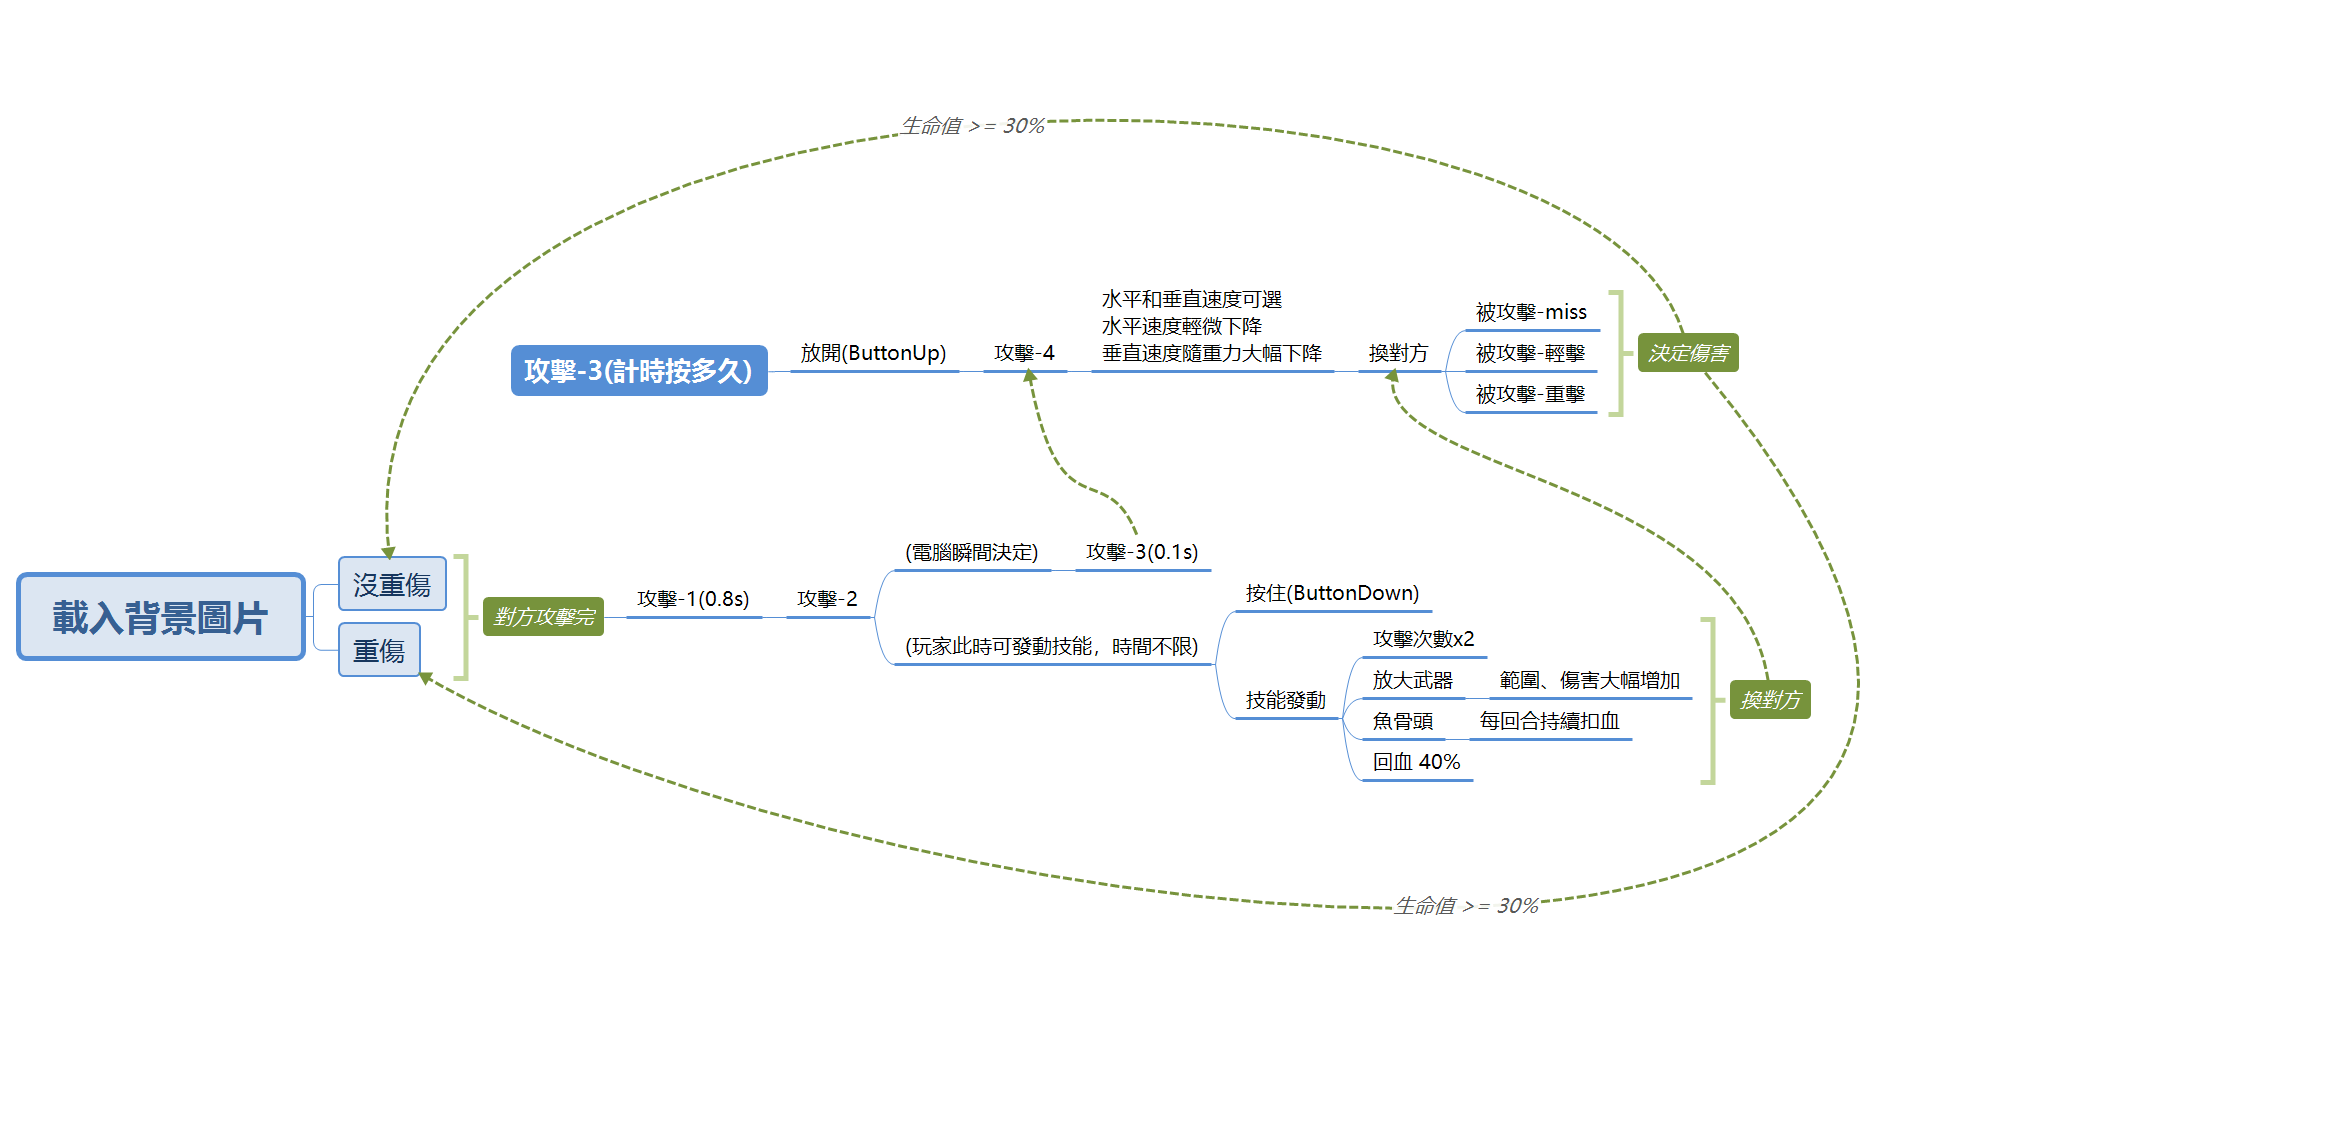 生命值 >= 30%
攻擊-3(計時按多久)
放開(ButtonUp)
攻擊-4
水平和垂直速度可選
水平速度輕微下降
垂直速度隨重力大幅下降
換對方
被攻擊-miss
被攻擊-輕擊
被攻擊-重擊
決定傷害
載入背景圖片
沒重傷
重傷
對方攻擊完
攻擊-1(0.8s)
攻擊-2
(電腦瞬間決定)
攻擊-3(0.1s)
(玩家此時可發動技能，時間不限)
按住(ButtonDown)
技能發動
攻擊次數x2
放大武器
範圍、傷害大幅增加
魚骨頭
每回合持續扣血
回血 40%
換對方
生命值 >= 30%